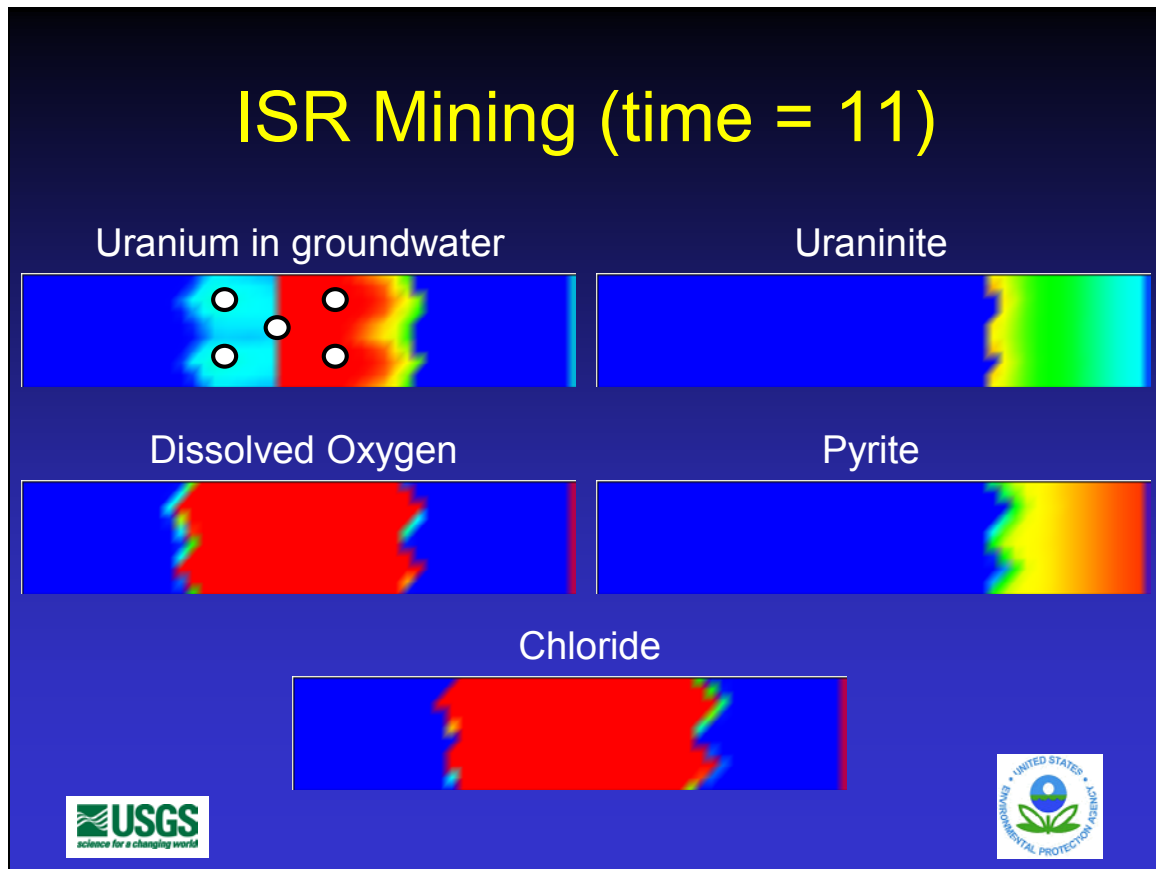 ISR Mining (time = 11)
Uranium in groundwater
Uraninite
Dissolved Oxygen
Pyrite
Chloride
USGS
science for a changing world
UNITED STATES
ENVIRONMENTAL PROTECTION AGENCY